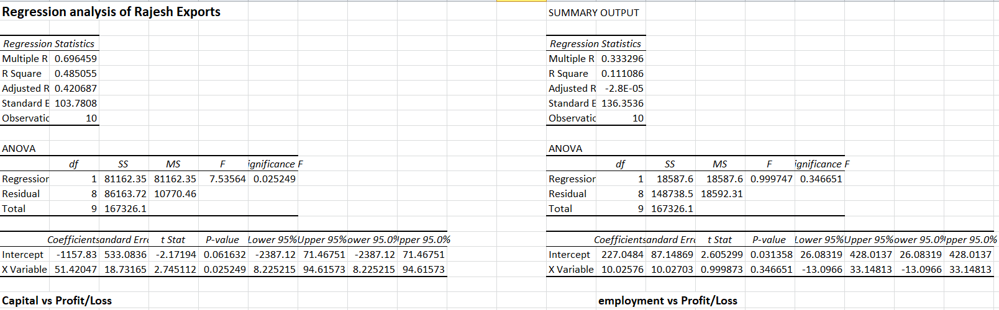 Regression analysis of Rajesh Exports
Regression Statistics
Multiple R 0.696459
R Square 0.485055
Adjusted R 0.420687
Standard E 103.7808
Observatic 10
ANOVA
df SS MS F ignificance F
Regression 1 81162.35 81162.35 7.53564 0.025249
Residual 8 86163.72 10770.46
Total 9 167326.1
Coefficients andard Erro t Stat P-value Lower 95% Upper 95% ower 95.0% Upper 95.0%
Intercept -1157.83 533.0836 -2.17194 0.061632 -2387.12 71.46751 -2387.12 71.46751
X Variable 51.42047 18.73165 2.745112 0.025249 8.225215 94.61573 8.225215 94.61573
Capital vs Profit/Loss
SUMMARY OUTPUT
Regression Statistics
Multiple R 0.333296
R Square 0.111086
Adjusted R -2.8E-05
Standard E 136.3536
Observatic 10
ANOVA
df SS MS F ignificance F
Regression 1 18587.6 18587.6 0.999747 0.346651
Residual 8 148738.5 18592.31
Total 9 167326.1
Coefficients andard Erro t Stat P-value Lower 95% Upper 95% ower 95.0% Upper 95.0%
Intercept 227.0484 87.14869 2.605299 0.031358 26.08319 428.0137 26.08319 428.0137
X Variable 10.02576 10.02703 0.999873 0.346651 -13.0966 33.14813 -13.0966 33.14813
employment vs Profit/Loss